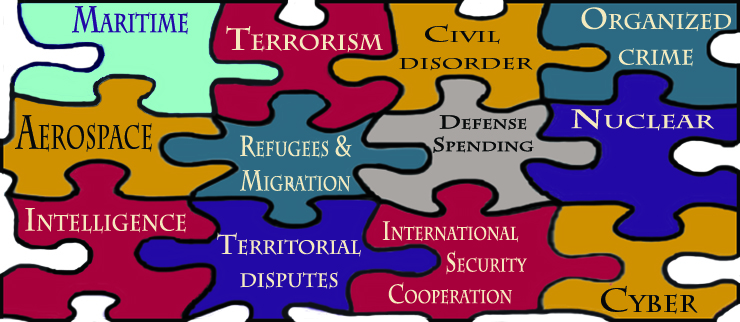 Maritime
Terrorism
Civil
disorder
Organized
crime
Aerospace
Refugees &
Migration
Defense
Spending
Nuclear
Intelligence
Territorial
disputes
International
Security
Cooperation
Cyber